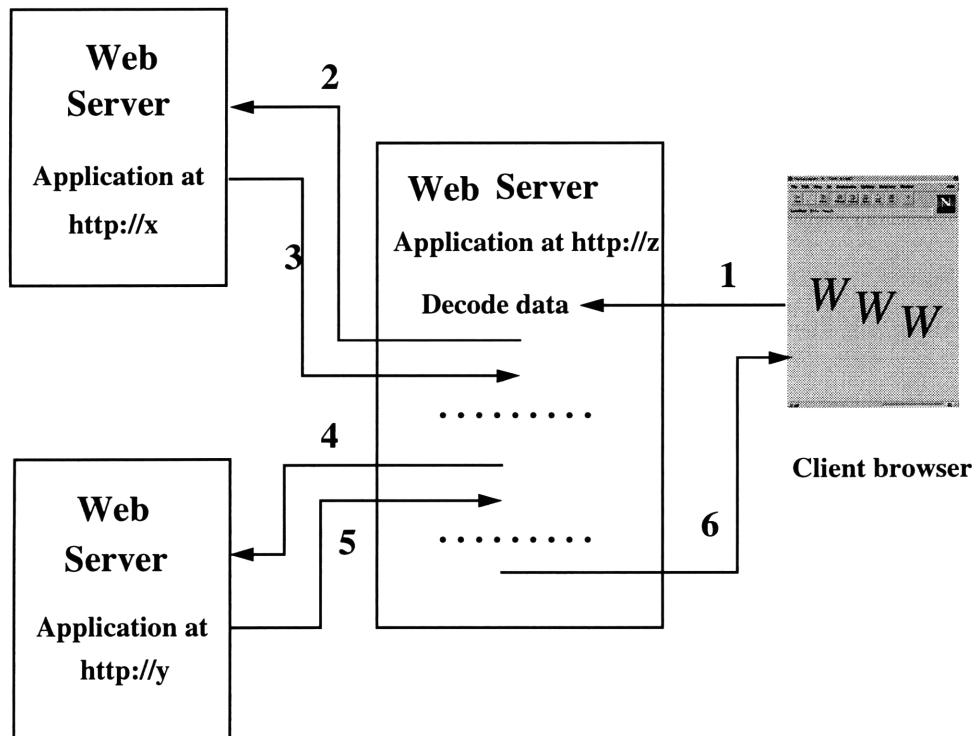 Web
Server
Application at
http://x
2
3
Web Server
Application at http://z
Decode data
1
N
W W W
Client browser
4
5
6
Web
Server
Application at
http://y